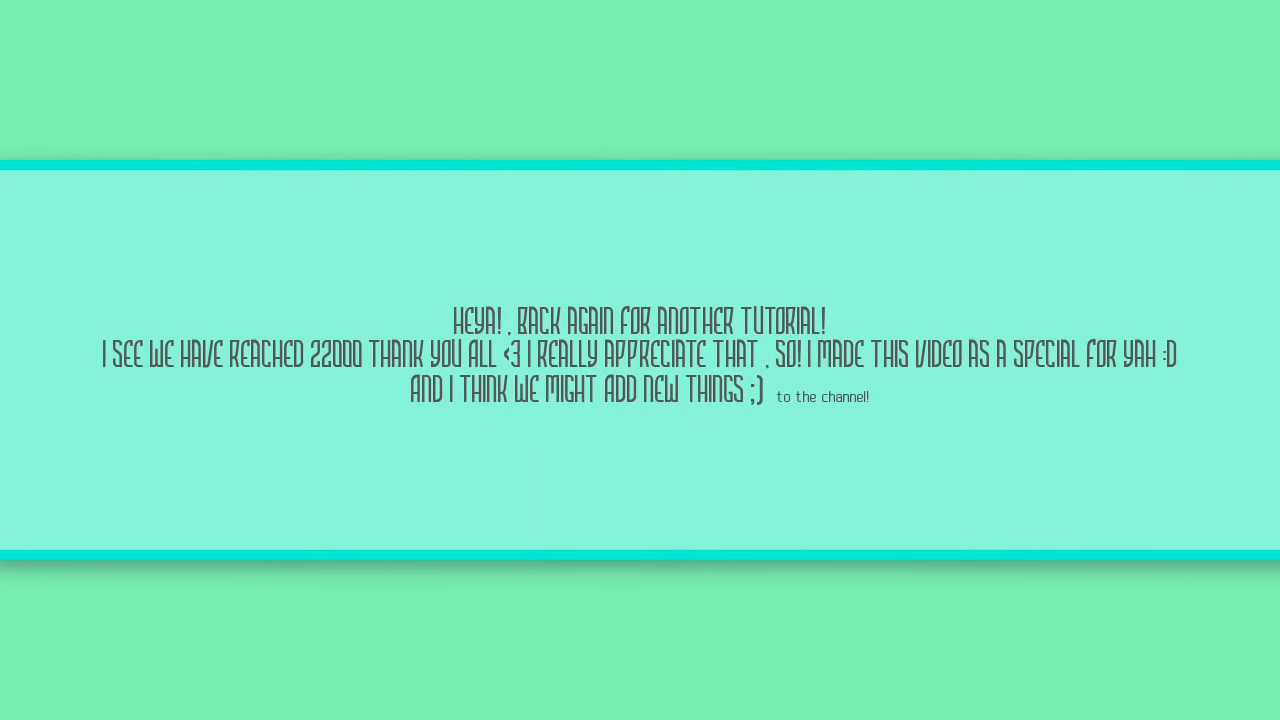 HEYA! , BACK AGAIN FOR ANOTHER TUTORIAL!
I SEE WE HAVE REACHED 22000 THANK YOU ALL <3 I REALLY APPRECIATE THAT , SO! I MADE THIS VIDEO AS A SPECIAL FOR YAH :D
AND I THINK WE MIGHT ADD NEW THINGS ;) to the channel!